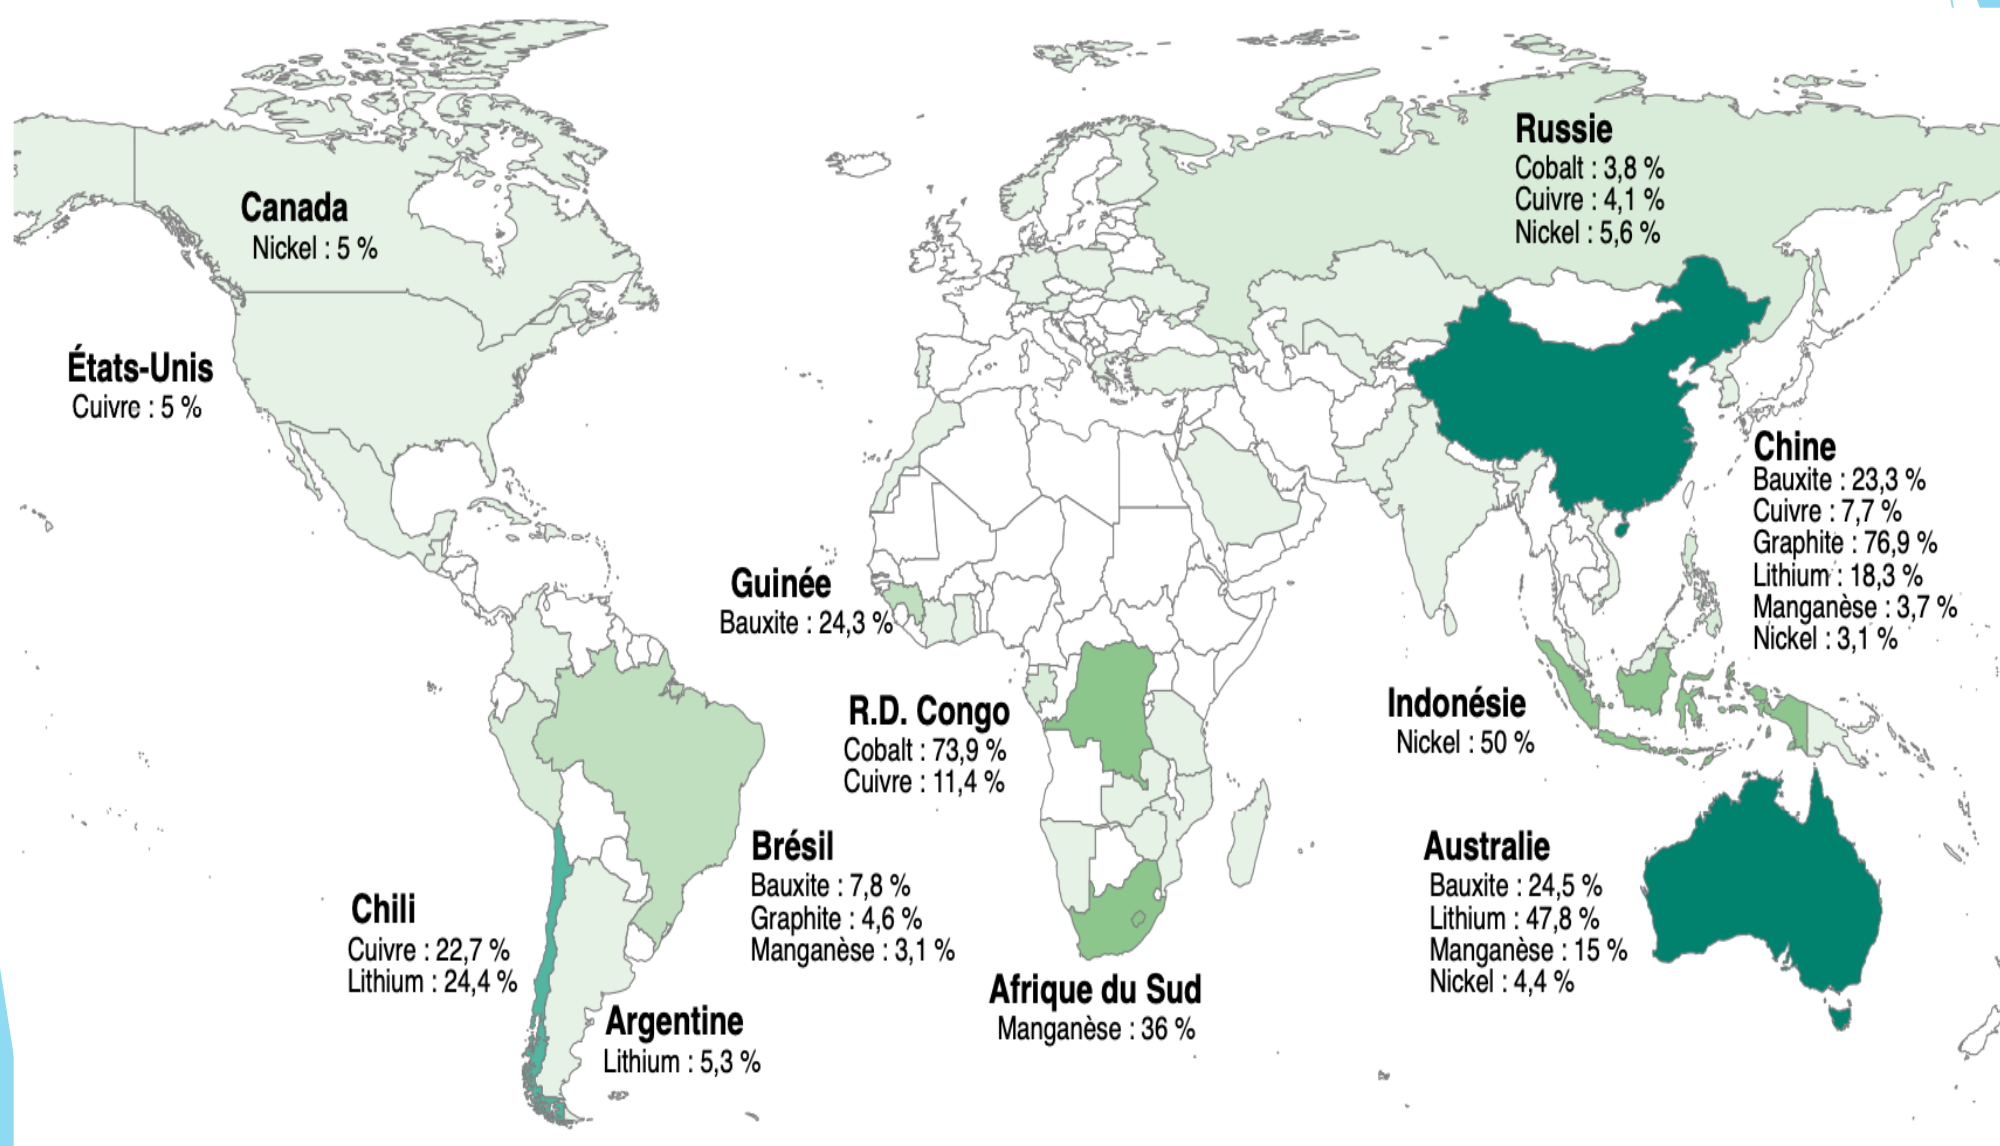 Canada
Nickel : 5 %
États-Unis
Cuivre : 5 %
Russie
Cobalt : 3,8 %
Cuivre : 4,1 %
Nickel : 5,6 %
Chine
Bauxite : 23,3 %
Cuivre : 7,7 %
Graphite : 76,9 %
Lithium : 18,3 %
Manganèse : 3,7 %
Nickel : 3,1 %
Guinée
Bauxite : 24,3 %
R.D. Congo
Cobalt : 73,9 %
Cuivre : 11,4 %
Indonésie
Nickel : 50 %
Brésil
Bauxite : 7,8 %
Graphite : 4,6 %
Manganèse : 3,1 %
Australie
Bauxite : 24,5 %
Lithium : 47,8 %
Manganèse : 15 %
Nickel : 4,4 %
Chili
Cuivre : 22,7 %
Lithium : 24,4 %
Afrique du Sud
Manganèse : 36 %
Argentine
Lithium : 5,3 %